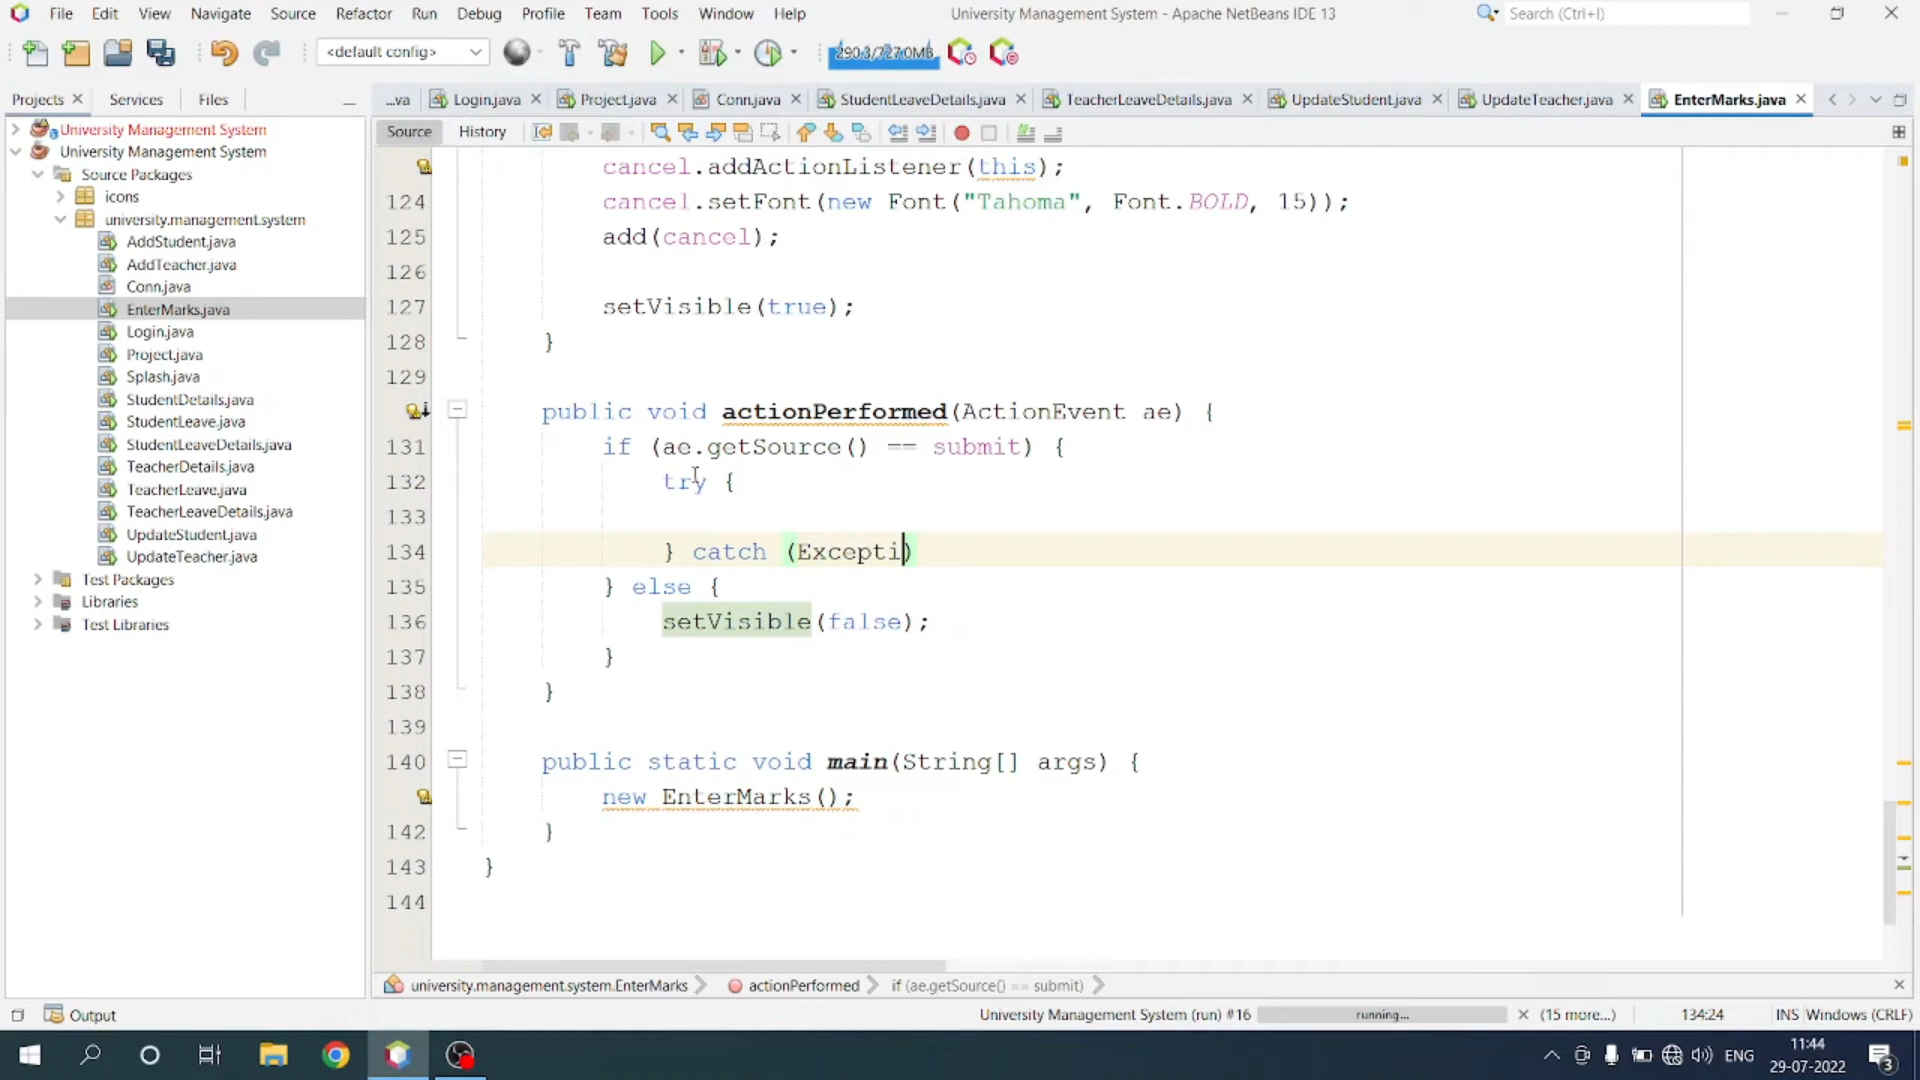 File Edit View Navigate Source Refactor Run Debug Profile Team Tools Window Help University Management System - Apache NetBeans IDE 13 Search (Ctrl+I)
<default config> 290.3/727.0MB
Projects Services Files ...va Login.java Project.java Conn.java StudentLeaveDetails.java TeacherLeaveDetails.java UpdateStudent.java UpdateTeacher.java EnterMarks.java
Source History
University Management System
University Management System
Source Packages
icons
university.management.system
AddStudent.java
AddTeacher.java
Conn.java
EnterMarks.java
Login.java
Project.java
Splash.java
StudentDetails.java
StudentLeave.java
StudentLeaveDetails.java
TeacherDetails.java
TeacherLeave.java
TeacherLeaveDetails.java
UpdateStudent.java
UpdateTeacher.java
Test Packages
Libraries
Test Libraries
cancel.addActionListener(this);
124 cancel.setFont(new Font("Tahoma", Font.BOLD, 15));
125 add(cancel);
126
127 setVisible(true);
128 }
129
public void actionPerformed(ActionEvent ae) {
131 if (ae.getSource() == submit) {
132 try {
133
134 } catch (Excepti)
135 } else {
136 setVisible(false);
137 }
138 }
139
140 public static void main(String[] args) {
new EnterMarks();
142 }
143 }
144
university.management.system.EnterMarks actionPerformed if (ae.getSource() == submit)
Output University Management System (run) #16 running... (15 more...) 134:24 INS Windows (CRLF)
ENG 11:44
29-07-2022 3